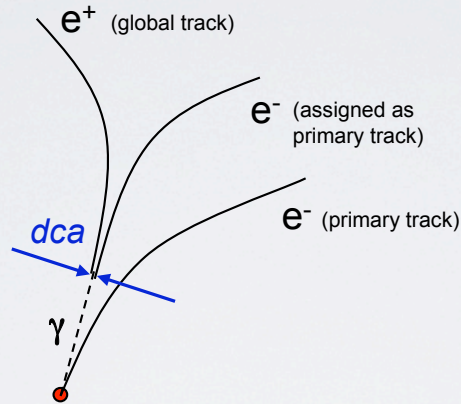 e⁺ (global track)
e⁻ (assigned as
primary track)
e⁻ (primary track)
dca
γ